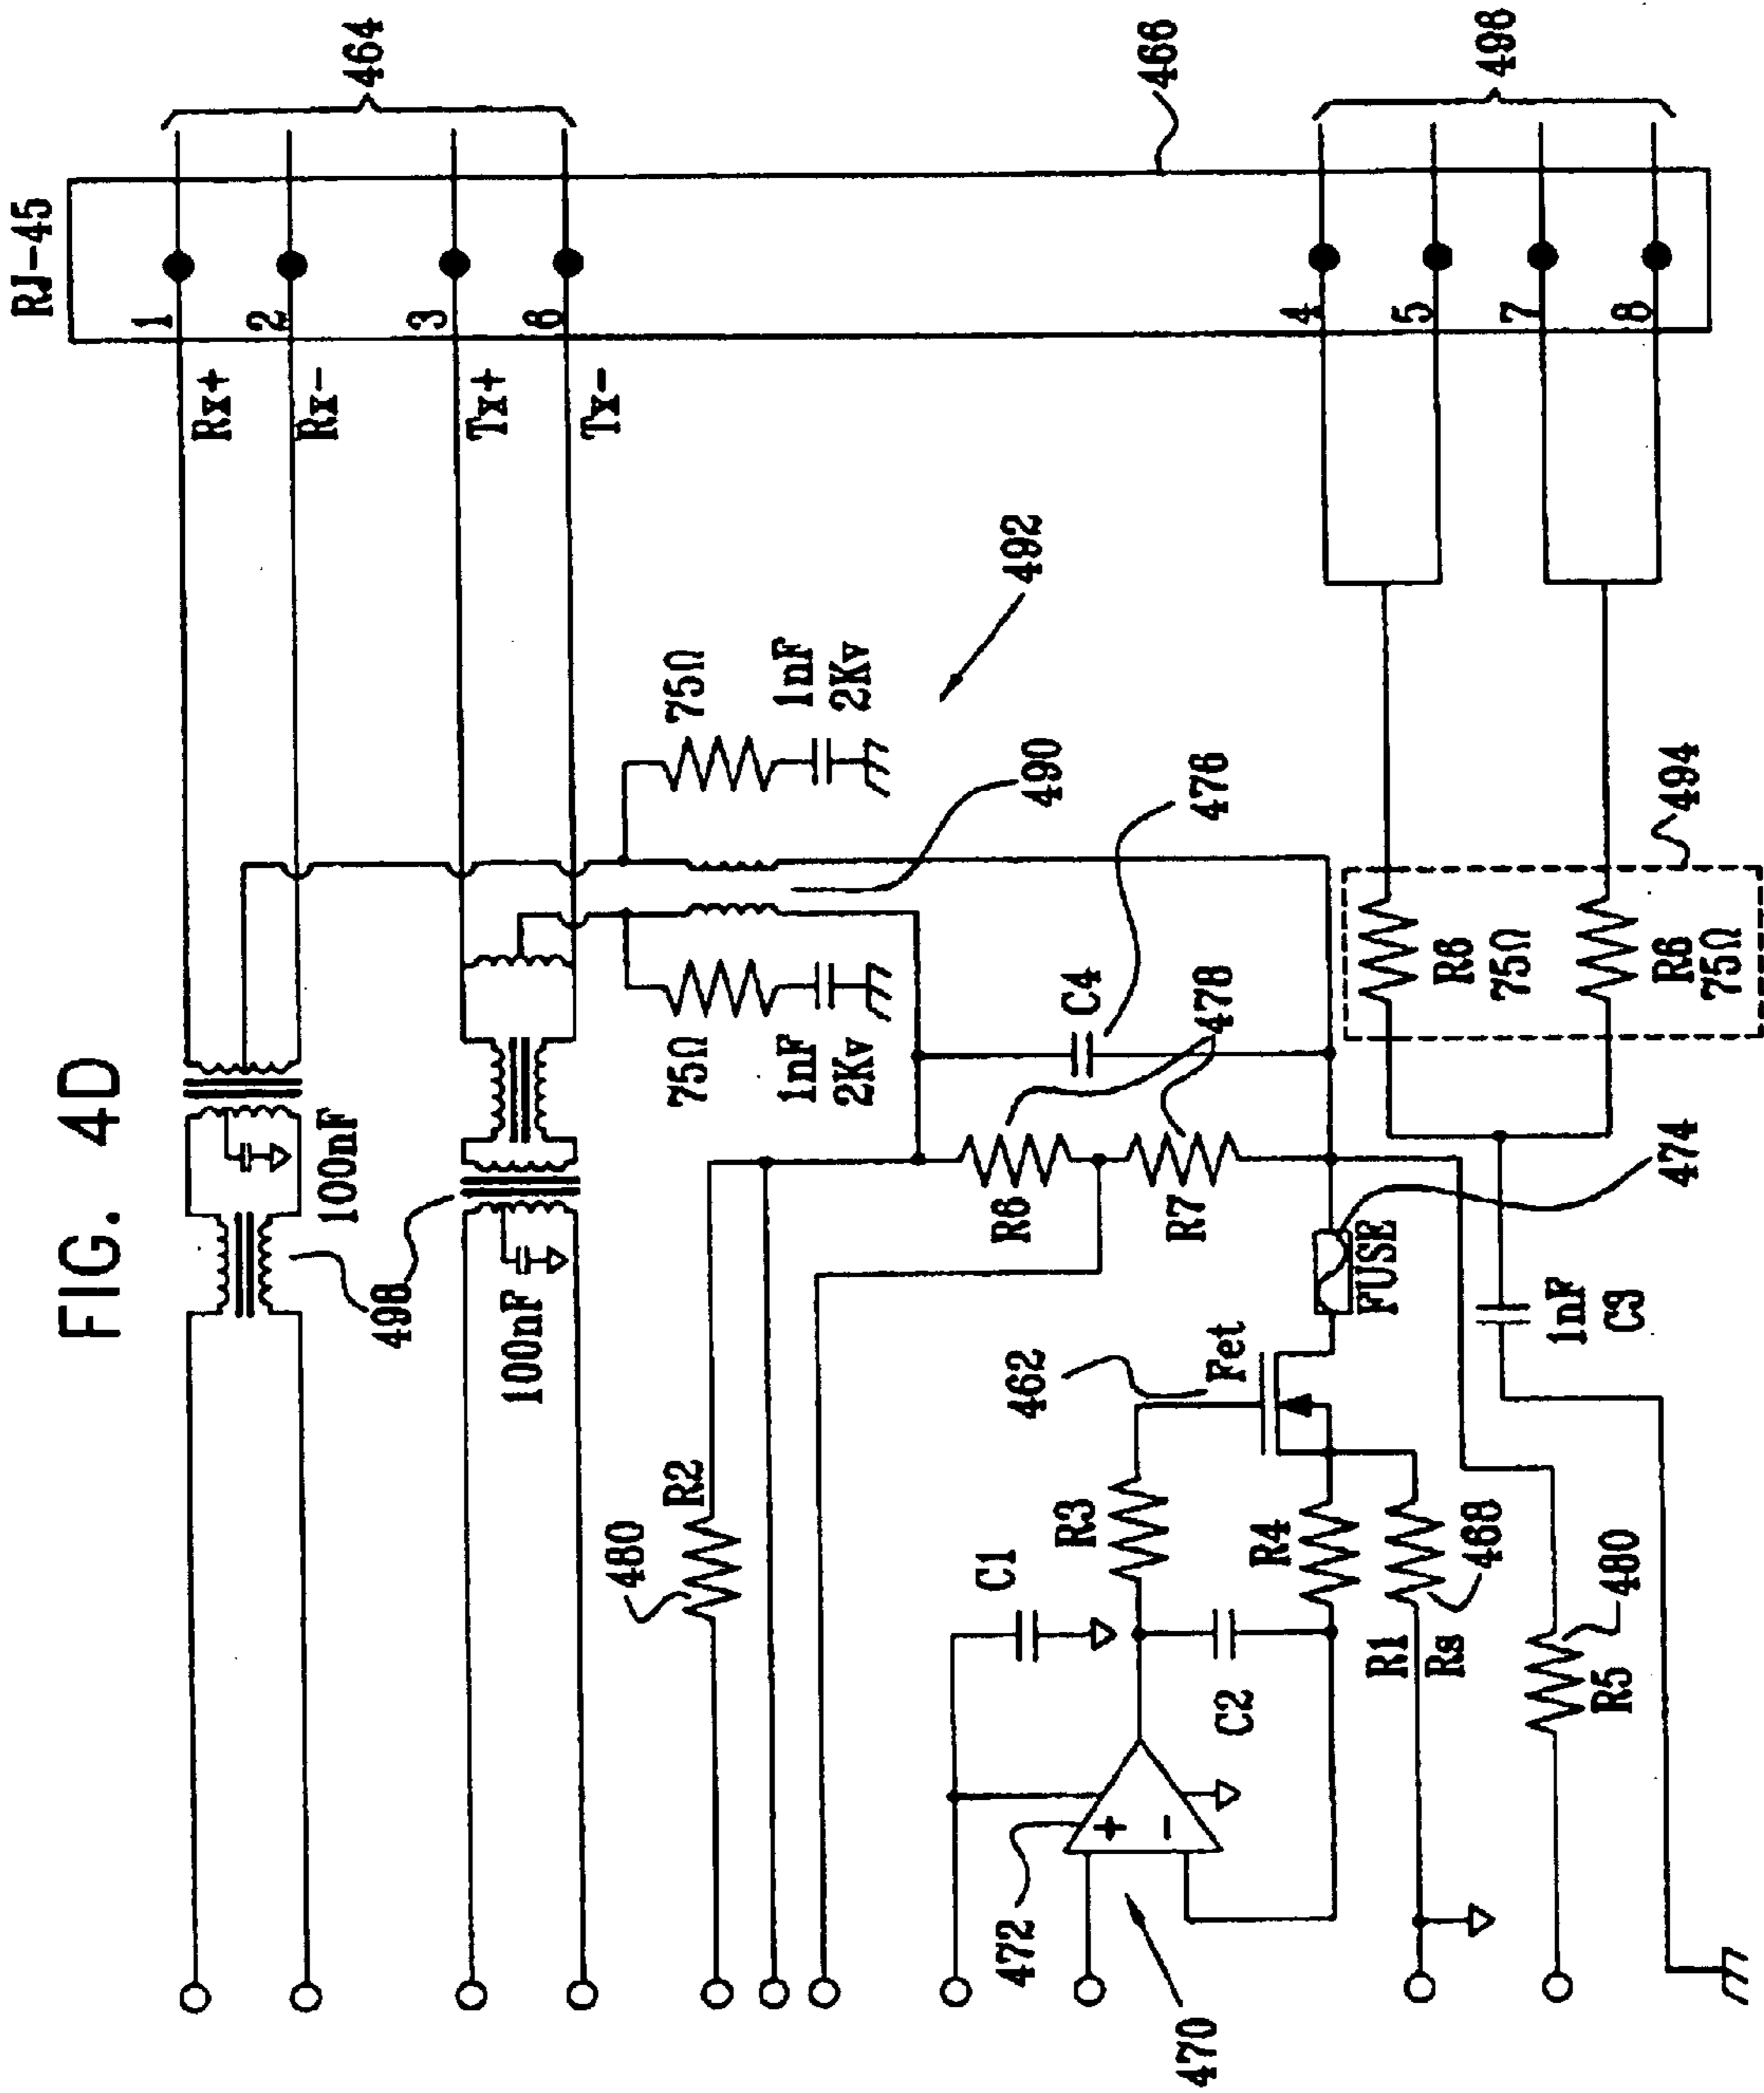 FIG. 4D
RJ-45
1
2
3
6
4
5
7
8
464
466
496
Rx+
Rx-
Tx+
Tx-
100nF
100nF
498
75Ω
1nF
2Kv
75Ω
1nF
2Kv
492
490
476
C4
478
R6
R7
R2
480
474
FUSE
462
Fet
R3
R4
C1
C2
R1
Rs
468
472
+
-
470
R5
480
1nF
C3
494
R8
75Ω
R6
75Ω